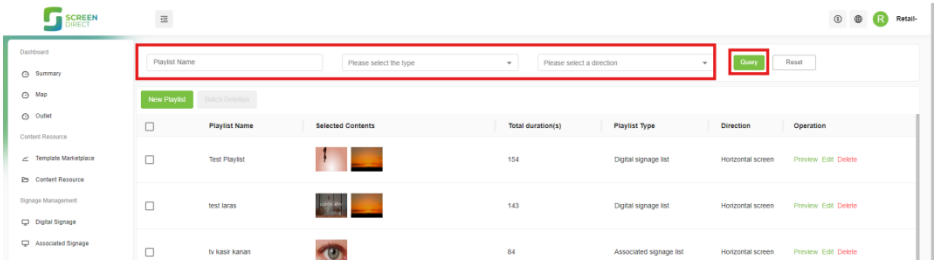 SCREEN
DIRECT
R Retail-
Dashboard
Summary
Map
Outlet
Content Resource
Template Marketplace
Content Resource
Signage Management
Digital Signage
Associated Signage
Playlist Name
Please select the type
Please select a direction
Query
Reset
New Playlist
Batch Deletion
Playlist Name Selected Contents Total duration(s) Playlist Type Direction Operation
Test Playlist 154 Digital signage list Horizontal screen Preview Edit Delete
test laras 143 Digital signage list Horizontal screen Preview Edit Delete
tv kasir kanan 84 Associated signage list Horizontal screen Preview Edit Delete